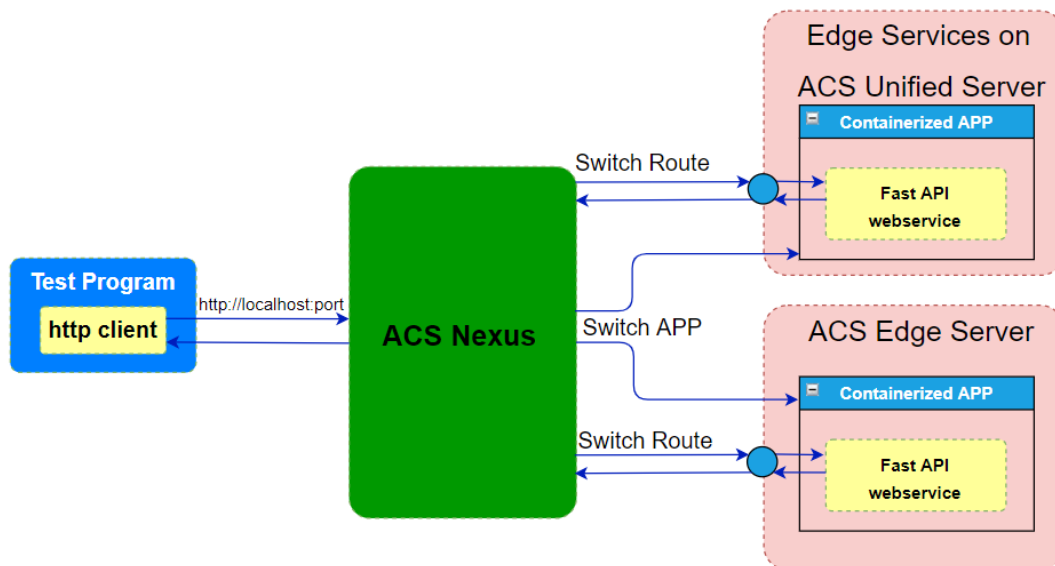 Edge Services on
ACS Unified Server
Containerized APP
Switch Route
Fast API
webservice
Test Program
http://localhost:port
http client
ACS Nexus
Switch APP
ACS Edge Server
Containerized APP
Switch Route
Fast API
webservice